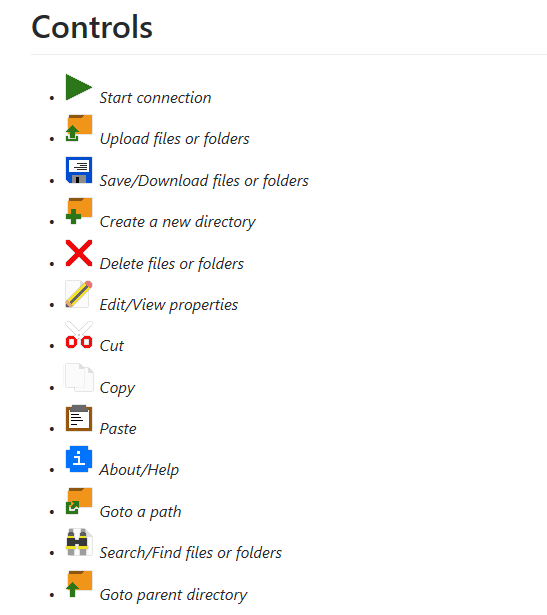 Controls
Start connection
Upload files or folders
Save/Download files or folders
Create a new directory
Delete files or folders
Edit/View properties
Cut
Copy
Paste
About/Help
Goto a path
Search/Find files or folders
Goto parent directory